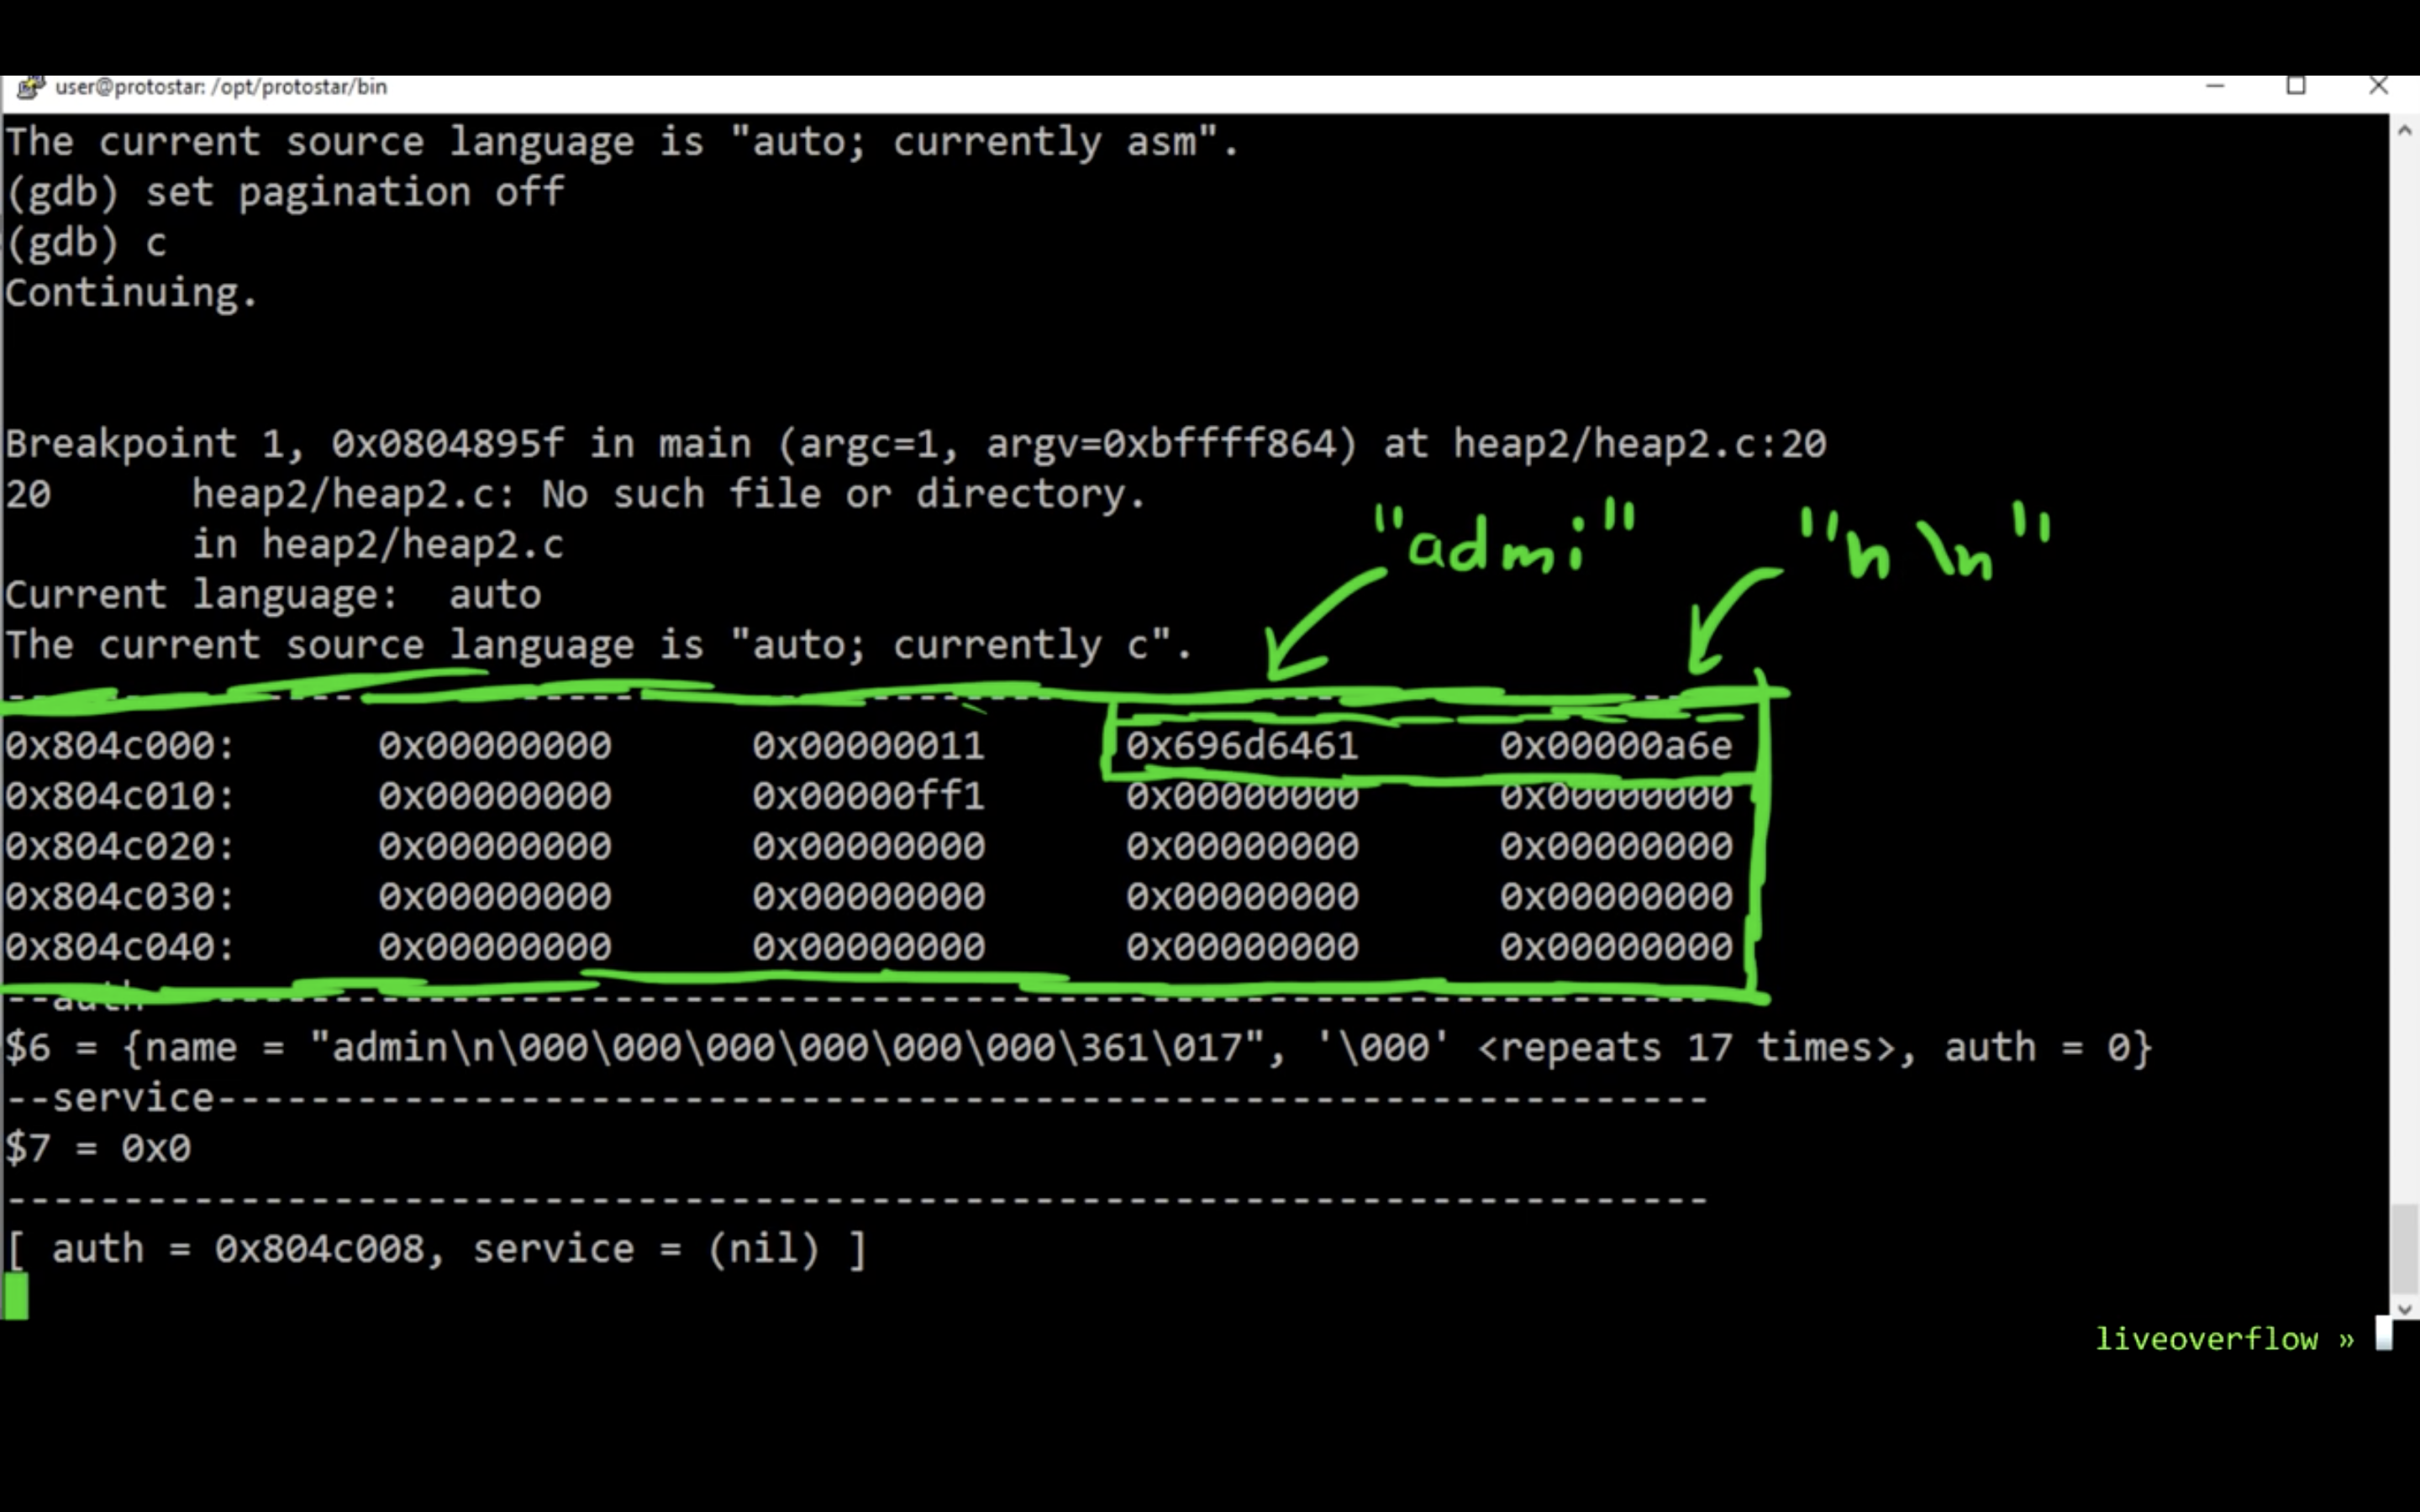 user@protostar: /opt/protostar/bin
The current source language is "auto; currently asm".
(gdb) set pagination off
(gdb) c
Continuing.
Breakpoint 1, 0x0804895f in main (argc=1, argv=0xbffff864) at heap2/heap2.c:20
20      heap2/heap2.c: No such file or directory.
        in heap2/heap2.c
"admi" "n\n"
Current language:  auto
The current source language is "auto; currently c".
0x804c000:      0x00000000      0x00000011      0x696d6461      0x00000a6e
0x804c010:      0x00000000      0x00000ff1      0x00000000      0x00000000
0x804c020:      0x00000000      0x00000000      0x00000000      0x00000000
0x804c030:      0x00000000      0x00000000      0x00000000      0x00000000
0x804c040:      0x00000000      0x00000000      0x00000000      0x00000000
--auth-------------------------------------------------------------------
$6 = {name = "admin\n\000\000\000\000\000\000\361\017", '\000' <repeats 17 times>, auth = 0}
--service----------------------------------------------------------------
$7 = 0x0
-------------------------------------------------------------------------
[ auth = 0x804c008, service = (nil) ]
liveoverflow »